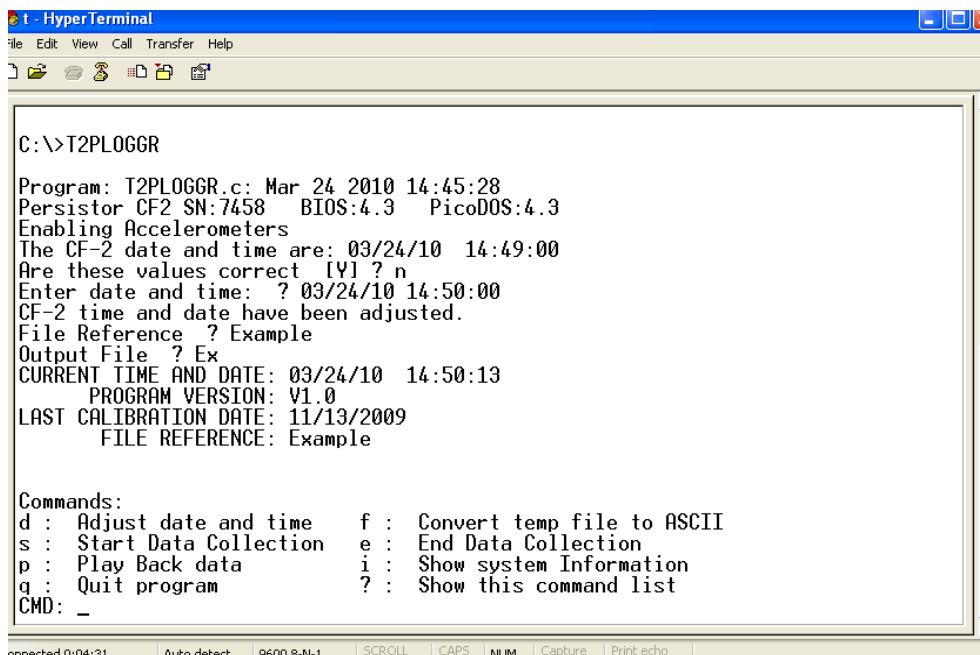 t - HyperTerminal
File Edit View Call Transfer Help
C:\>T2PLOGGR
Program: T2PLOGGR.c: Mar 24 2010 14:45:28
Persistor CF2 SN:7458 BIOS:4.3 PicoDOS:4.3
Enabling Accelerometers
The CF-2 date and time are: 03/24/10 14:49:00
Are these values correct [Y] ? n
Enter date and time: ? 03/24/10 14:50:00
CF-2 time and date have been adjusted.
File Reference ? Example
Output File ? Ex
CURRENT TIME AND DATE: 03/24/10 14:50:13
PROGRAM VERSION: V1.0
LAST CALIBRATION DATE: 11/13/2009
FILE REFERENCE: Example
Commands:
d : Adjust date and time f : Convert temp file to ASCII
s : Start Data Collection e : End Data Collection
p : Play Back data i : Show system Information
q : Quit program ? : Show this command list
CMD: _
onnected 0:04:31 Auto detect 9600 8-N-1 SCROLL CAPS NUM Capture Print echo